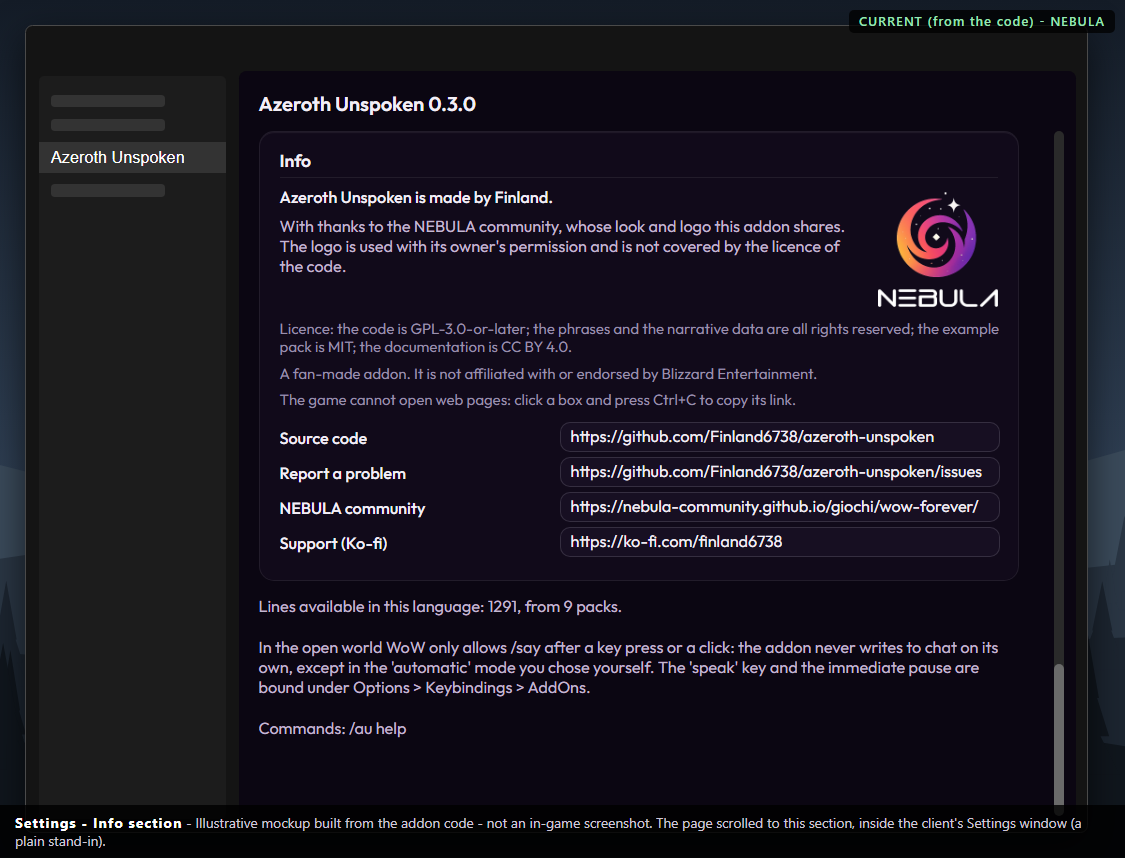 CURRENT (from the code) - NEBULA
Azeroth Unspoken
Azeroth Unspoken 0.3.0
Info
Azeroth Unspoken is made by Finland.
With thanks to the NEBULA community, whose look and logo this addon shares.
The logo is used with its owner's permission and is not covered by the licence of
the code.
NEBULA
Licence: the code is GPL-3.0-or-later; the phrases and the narrative data are all rights reserved; the example
pack is MIT; the documentation is CC BY 4.0.
A fan-made addon. It is not affiliated with or endorsed by Blizzard Entertainment.
The game cannot open web pages: click a box and press Ctrl+C to copy its link.
Source code https://github.com/Finland6738/azeroth-unspoken
Report a problem https://github.com/Finland6738/azeroth-unspoken/issues
NEBULA community https://nebula-community.github.io/giochi/wow-forever/
Support (Ko-fi) https://ko-fi.com/finland6738
Lines available in this language: 1291, from 9 packs.
In the open world WoW only allows /say after a key press or a click: the addon never writes to chat on its
own, except in the 'automatic' mode you chose yourself. The 'speak' key and the immediate pause are
bound under Options > Keybindings > AddOns.
Commands: /au help
Settings - Info section - Illustrative mockup built from the addon code - not an in-game screenshot. The page scrolled to this section, inside the client's Settings window (a
plain stand-in).